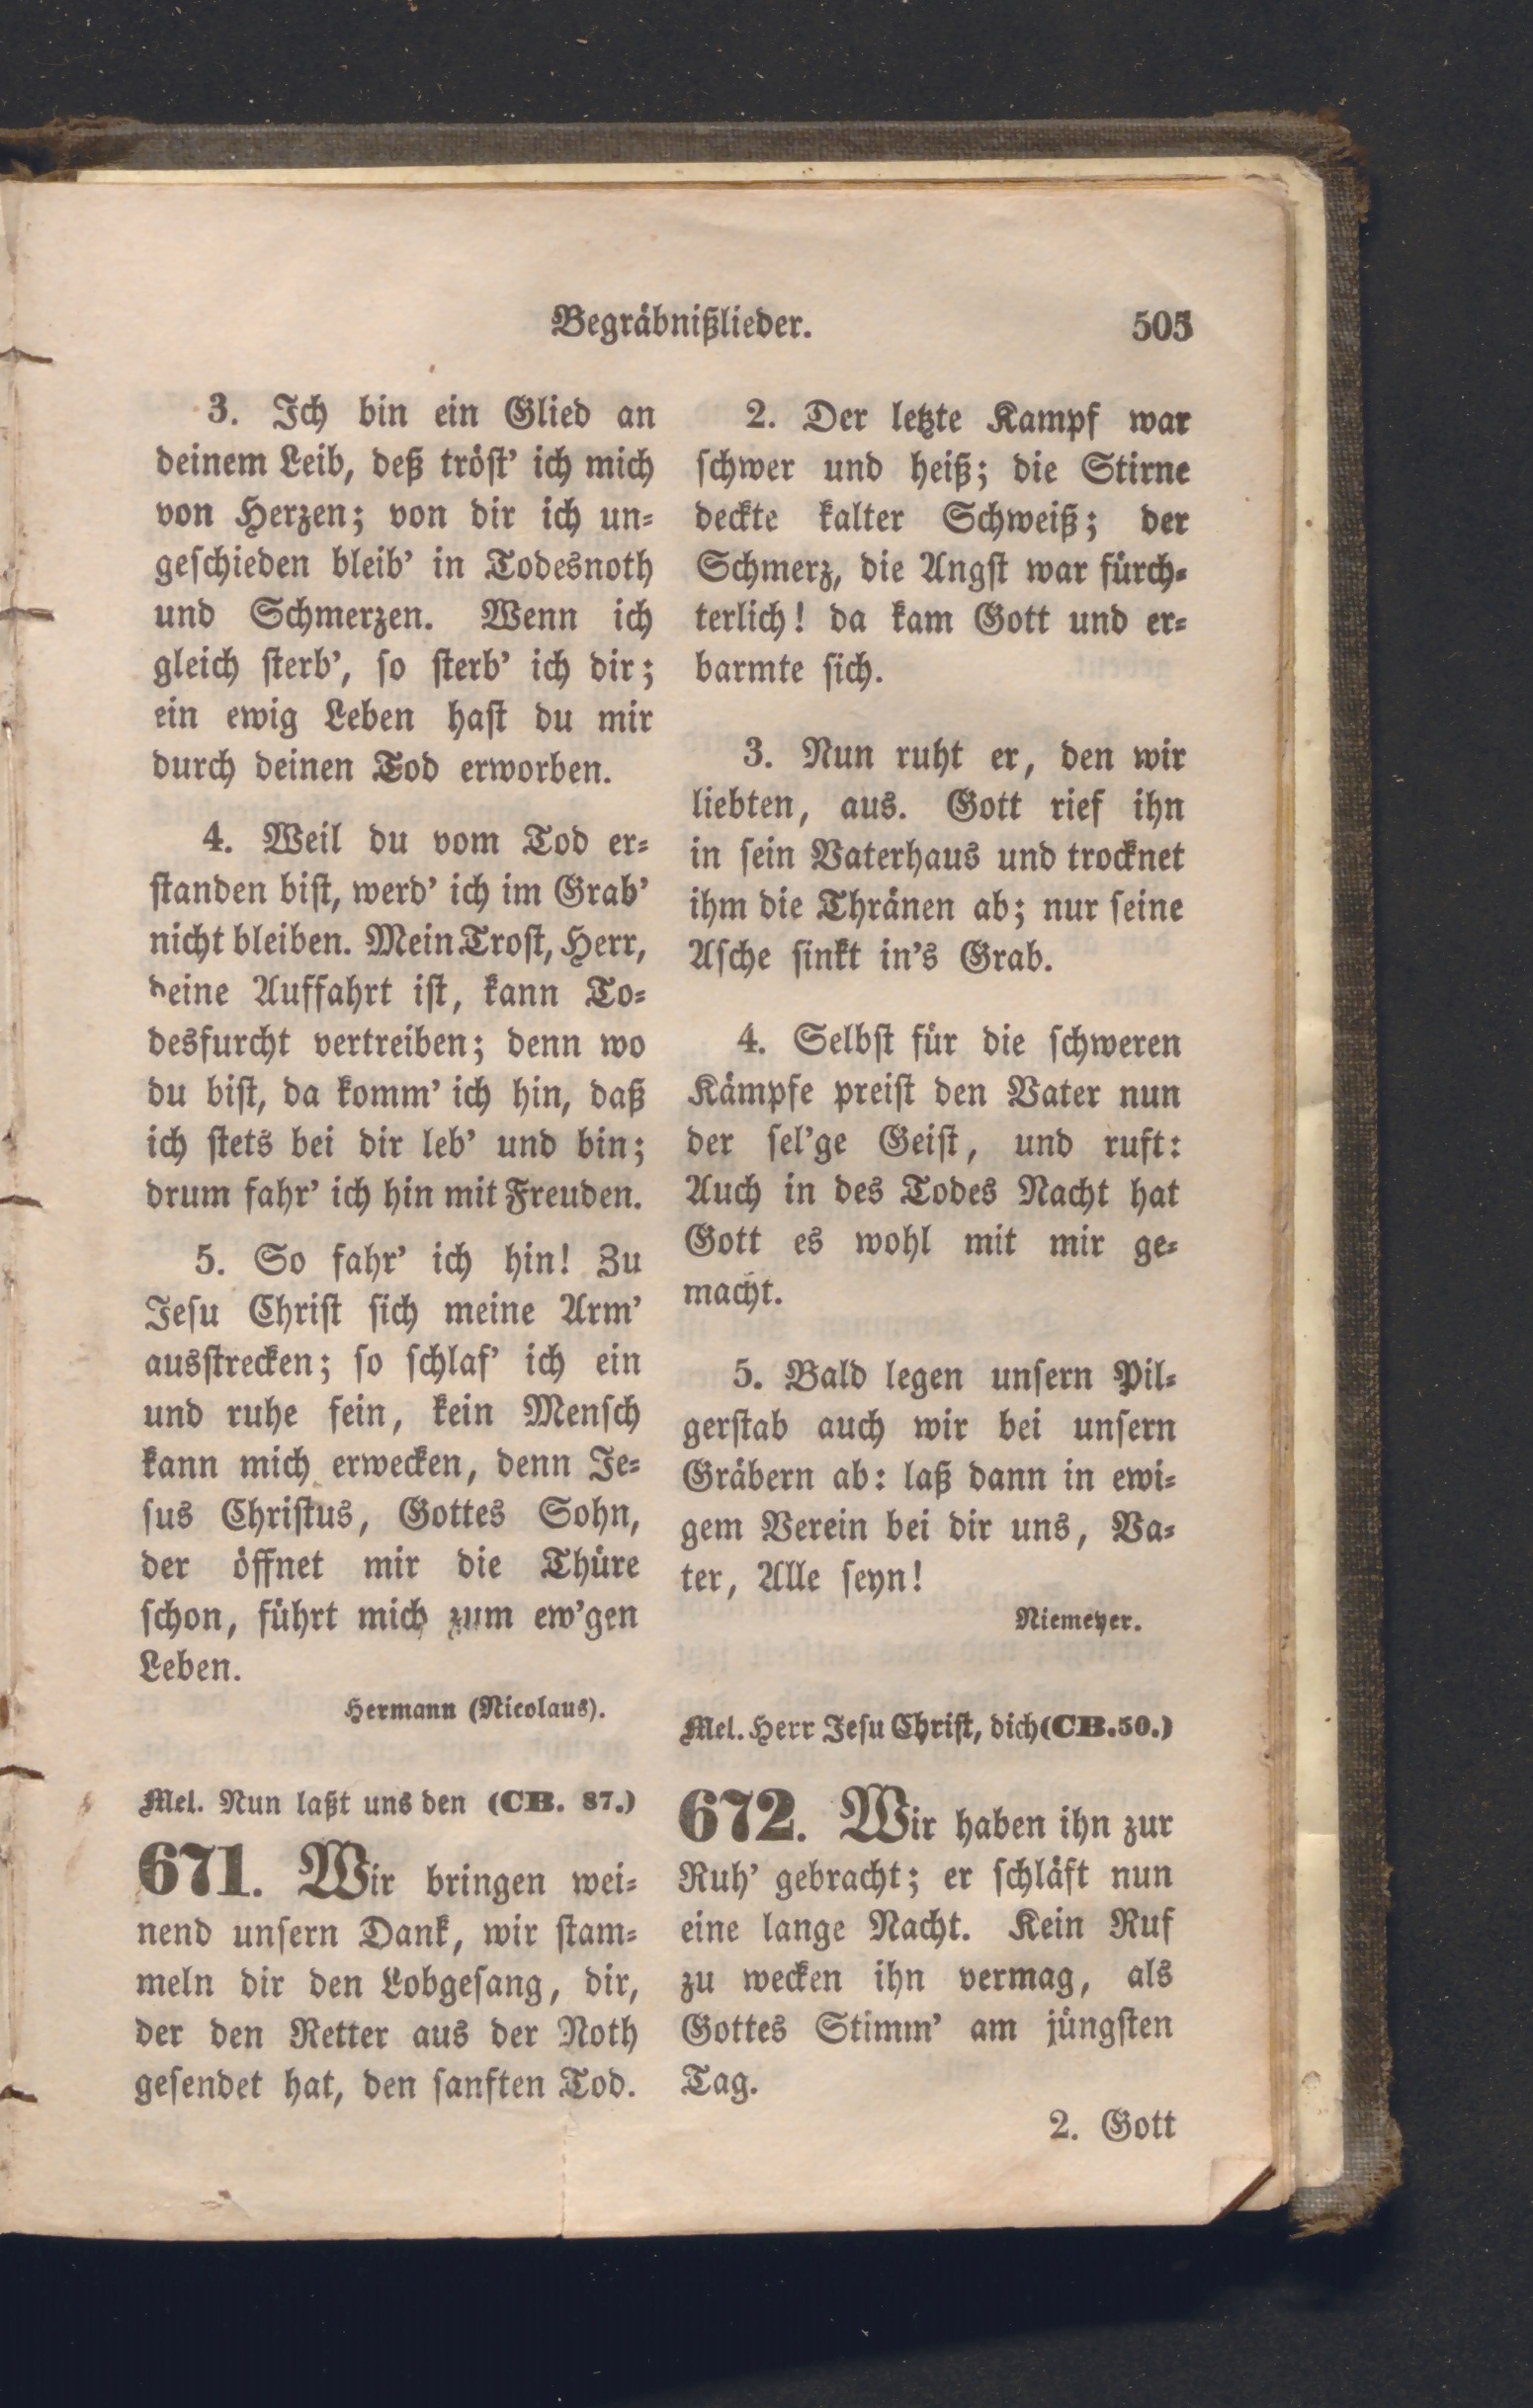 Begräbnißlieder. 505
3. Ich bin ein Glied an
deinem Leib, deß tröst' ich mich
von Herzen; von dir ich un-
geschieden bleib' in Todesnoth
und Schmerzen. Wenn ich
gleich sterb', so sterb' ich dir;
ein ewig Leben hast du mir
durch deinen Tod erworben.
4. Weil du vom Tod er-
standen bist, werd' ich im Grab'
nicht bleiben. Mein Trost, Herr,
deine Auffahrt ist, kann To-
desfurcht vertreiben; denn wo
du bist, da komm' ich hin, daß
ich stets bei dir leb' und bin;
drum fahr' ich hin mit Freuden.
5. So fahr' ich hin! Zu
Jesu Christ sich meine Arm'
ausstrecken; so schlaf' ich ein
und ruhe fein, kein Mensch
kann mich erwecken, denn Je-
sus Christus, Gottes Sohn,
der öffnet mir die Thüre
schon, führt mich zum ew'gen
Leben.
Hermann (Nicolaus).
Mel. Nun laßt uns den (CB. 87.)
671. Wir bringen wei-
nend unsern Dank, wir stam-
meln dir den Lobgesang, dir,
der den Retter aus der Noth
gesendet hat, den sanften Tod.
2. Der letzte Kampf war
schwer und heiß; die Stirne
deckte kalter Schweiß; der
Schmerz, die Angst war fürch-
terlich! da kam Gott und er-
barmte sich.
3. Nun ruht er, den wir
liebten, aus. Gott rief ihn
in sein Vaterhaus und trocknet
ihm die Thränen ab; nur seine
Asche sinkt in's Grab.
4. Selbst für die schweren
Kämpfe preist den Vater nun
der sel'ge Geist, und ruft:
Auch in des Todes Nacht hat
Gott es wohl mit mir ge-
macht.
5. Bald legen unsern Pil-
gerstab auch wir bei unsern
Gräbern ab: laß dann in ewi-
gem Verein bei dir uns, Va-
ter, Alle seyn!
Niemeyer.
Mel. Herr Jesu Christ, dich (CB. 50.)
672. Wir haben ihn zur
Ruh' gebracht; er schläft nun
eine lange Nacht. Kein Ruf
zu wecken ihn vermag, als
Gottes Stimm' am jüngsten
Tag.
2. Gott